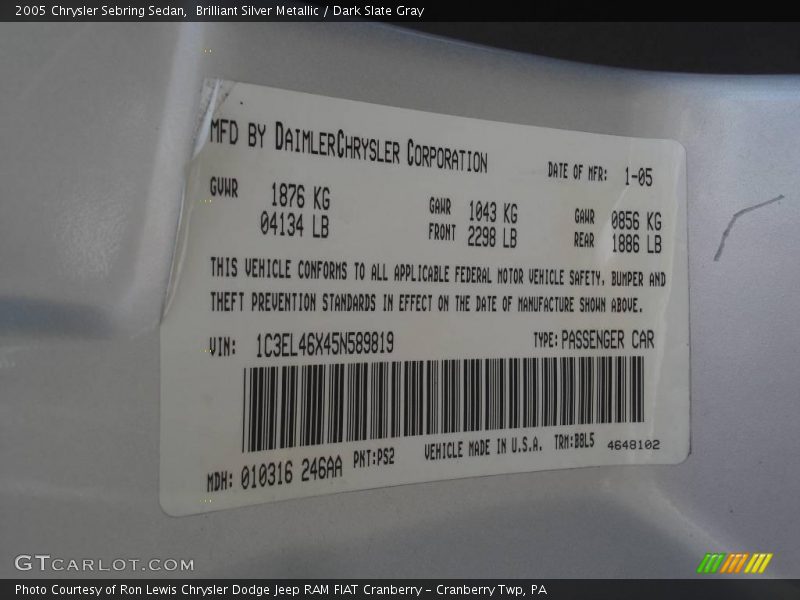 2005 Chrysler Sebring Sedan,  Brilliant Silver Metallic / Dark Slate Gray
MFD BY DAIMLERCHRYSLER CORPORATION
DATE OF MFR: 1-05
GVWR 1876 KG
04134 LB
GAWR 1043 KG
FRONT 2298 LB
GAWR 0856 KG
REAR 1886 LB
THIS VEHICLE CONFORMS TO ALL APPLICABLE FEDERAL MOTOR VEHICLE SAFETY, BUMPER AND
THEFT PREVENTION STANDARDS IN EFFECT ON THE DATE OF MANUFACTURE SHOWN ABOVE.
VIN: 1C3EL46X45N589819
TYPE: PASSENGER CAR
MDH: 010316 246AA PNT:PS2
VEHICLE MADE IN U.S.A. TRM:B8L5 4648102
GTCARLOT.COM
Photo Courtesy of Ron Lewis Chrysler Dodge Jeep RAM FIAT Cranberry - Cranberry Twp, PA